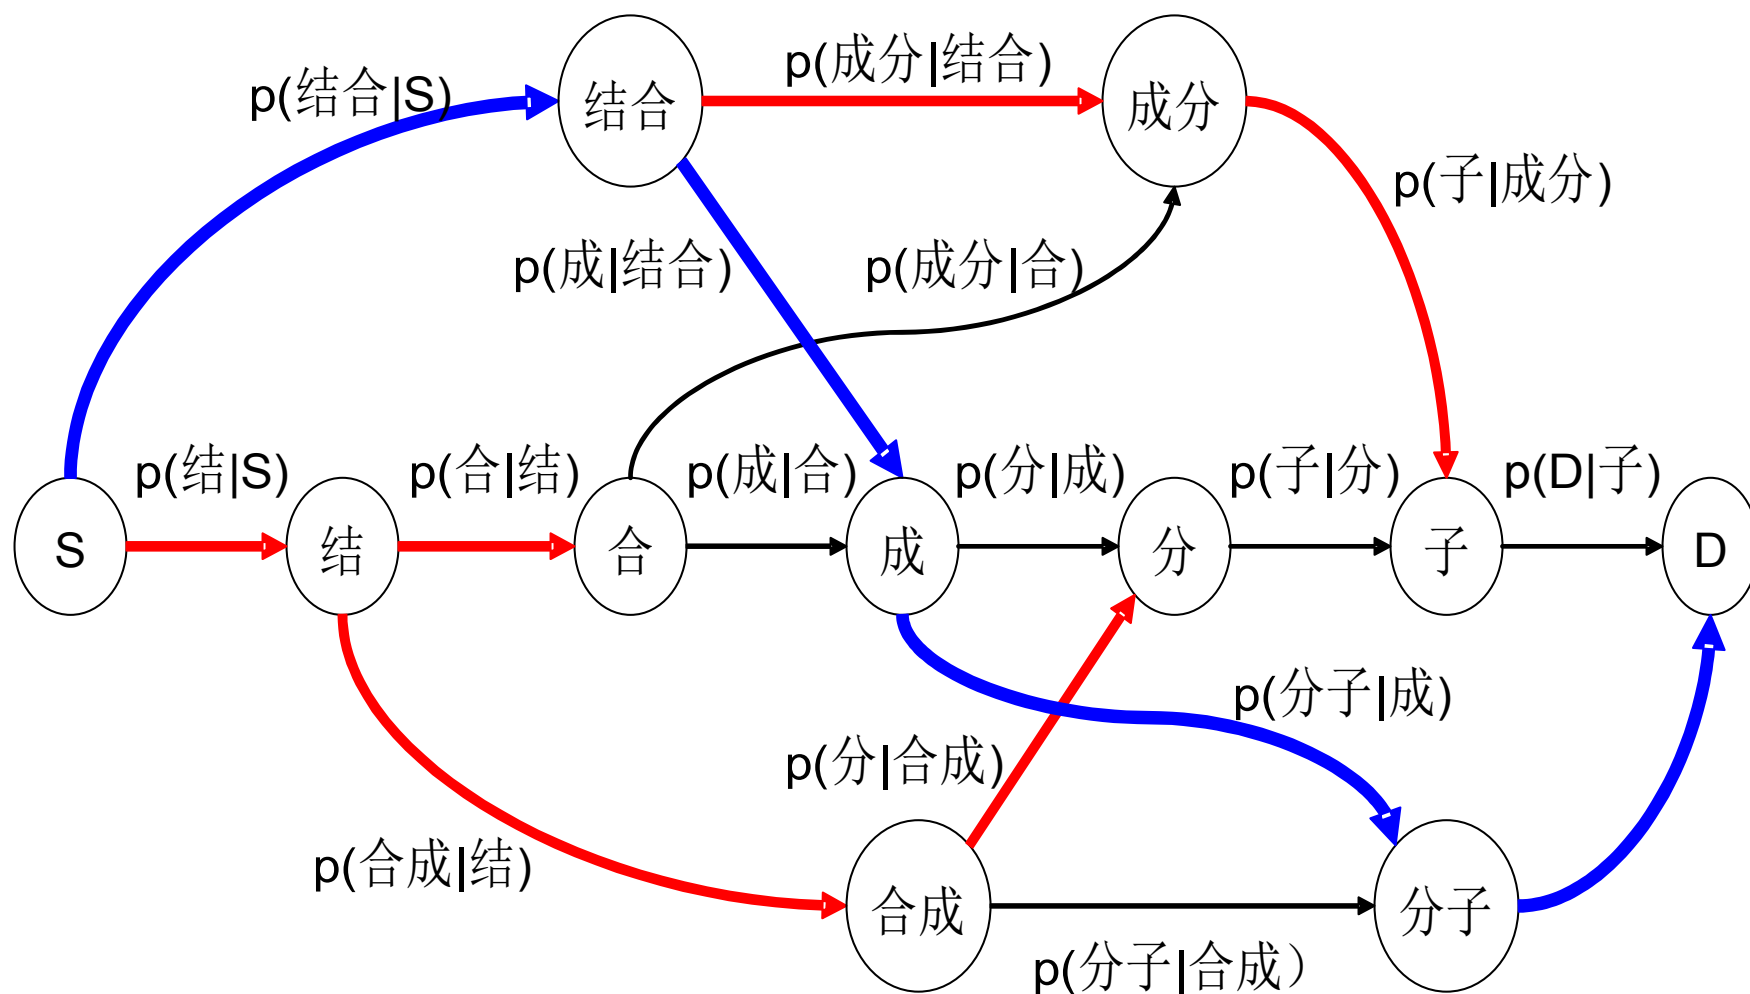 p(成分|结合)
p(结合|S)
结合
成分
p(子|成分)
p(成|结合)
p(成分|合)
p(结|S)
p(合|结)
p(成|合)
p(分|成)
p(子|分)
p(D|子)
S
结
合
成
分
子
D
p(分子|成)
p(分|合成)
p(合成|结)
合成
分子
p(分子|合成）